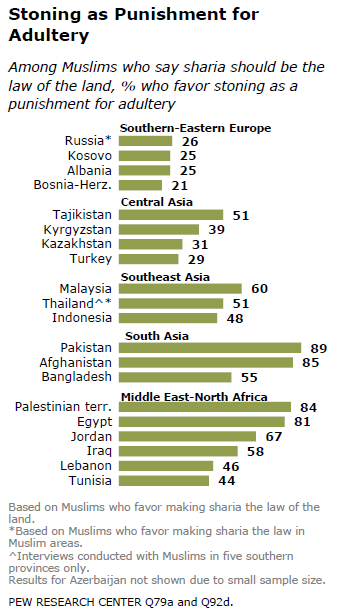 Stoning as Punishment for
Adultery
Among Muslims who say sharia should be the
law of the land, % who favor stoning as a
punishment for adultery
Southern-Eastern Europe
Russia* 26
Kosovo 25
Albania 25
Bosnia-Herz. 21
Central Asia
Tajikistan 51
Kyrgyzstan 39
Kazakhstan 31
Turkey 29
Southeast Asia
Malaysia 60
Thailand^* 51
Indonesia 48
South Asia
Pakistan 89
Afghanistan 85
Bangladesh 55
Middle East-North Africa
Palestinian terr. 84
Egypt 81
Jordan 67
Iraq 58
Lebanon 46
Tunisia 44
Based on Muslims who favor making sharia the law of the
land.
*Based on Muslims who favor making sharia the law in
Muslim areas.
^Interviews conducted with Muslims in five southern
provinces only.
Results for Azerbaijan not shown due to small sample size.
PEW RESEARCH CENTER Q79a and Q92d.